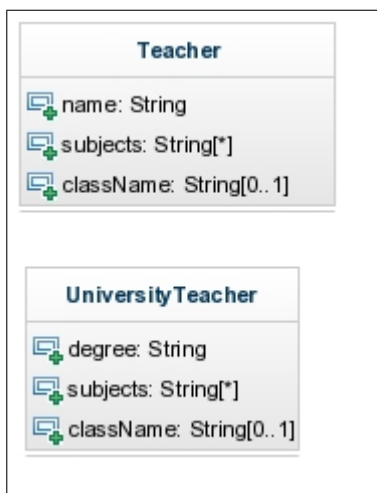 Teacher
name: String
subjects: String[*]
className: String[0..1]
UniversityTeacher
degree: String
subjects: String[*]
className: String[0..1]